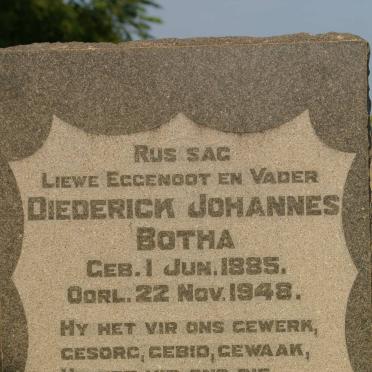 RUS SAG
LIEWE EGGENOOT EN VADER
DIEDERICK JOHANNES
BOTHA
GEB. 1 JUN. 1885.
OORL. 22 NOV. 1948.
HY HET VIR ONS GEWERK,
GESORG, GEBID, GEWAAK,